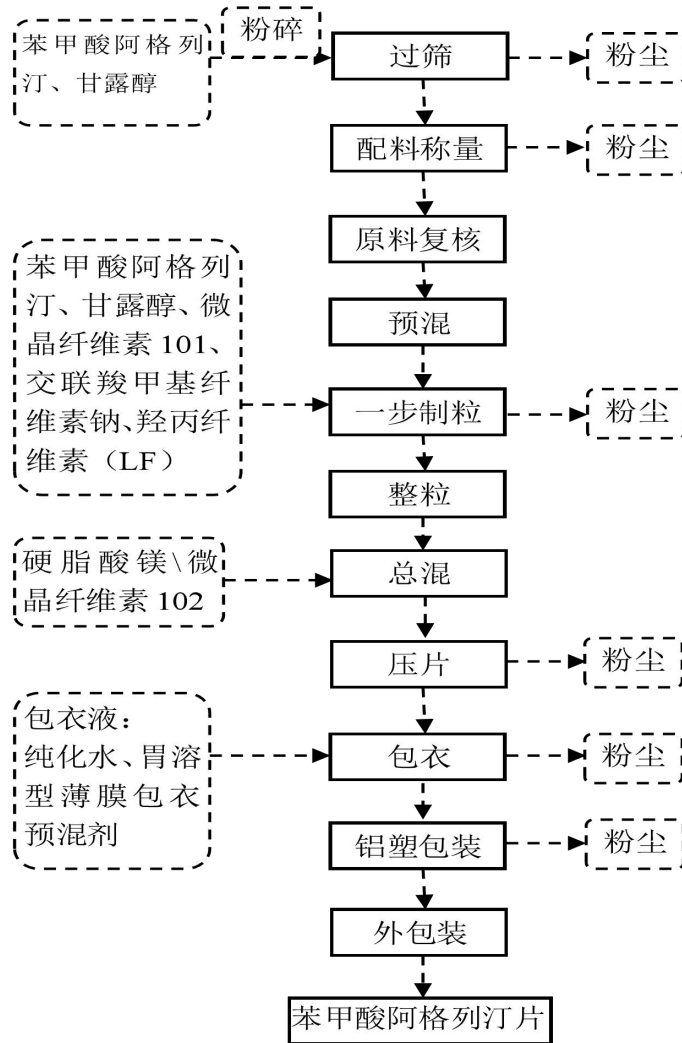 苯甲酸阿格列
汀、甘露醇
粉碎
过筛
粉尘
配料称量
粉尘
原料复核
预混
苯甲酸阿格列
汀、甘露醇、微
晶纤维素101、
交联羧甲基纤
维素钠、羟丙纤
维素（LF）
一步制粒
粉尘
整粒
硬脂酸镁\微
晶纤维素102
总混
压片
粉尘
包衣液：
纯化水、胃溶
型薄膜包衣
预混剂
包衣
粉尘
铝塑包装
粉尘
外包装
苯甲酸阿格列汀片